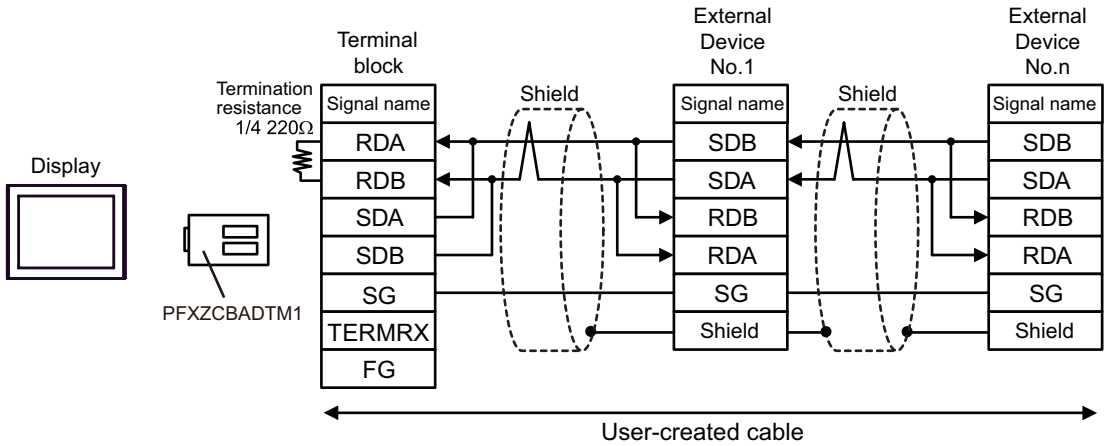 Display
PFXZCBADTM1
Termination
resistance
1/4 220Ω
Terminal
block
Signal name
RDA
RDB
SDA
SDB
SG
TERMRX
FG
Shield
External
Device
No.1
Signal name
SDB
SDA
RDB
RDA
SG
Shield
Shield
External
Device
No.n
Signal name
SDB
SDA
RDB
RDA
SG
Shield
User-created cable